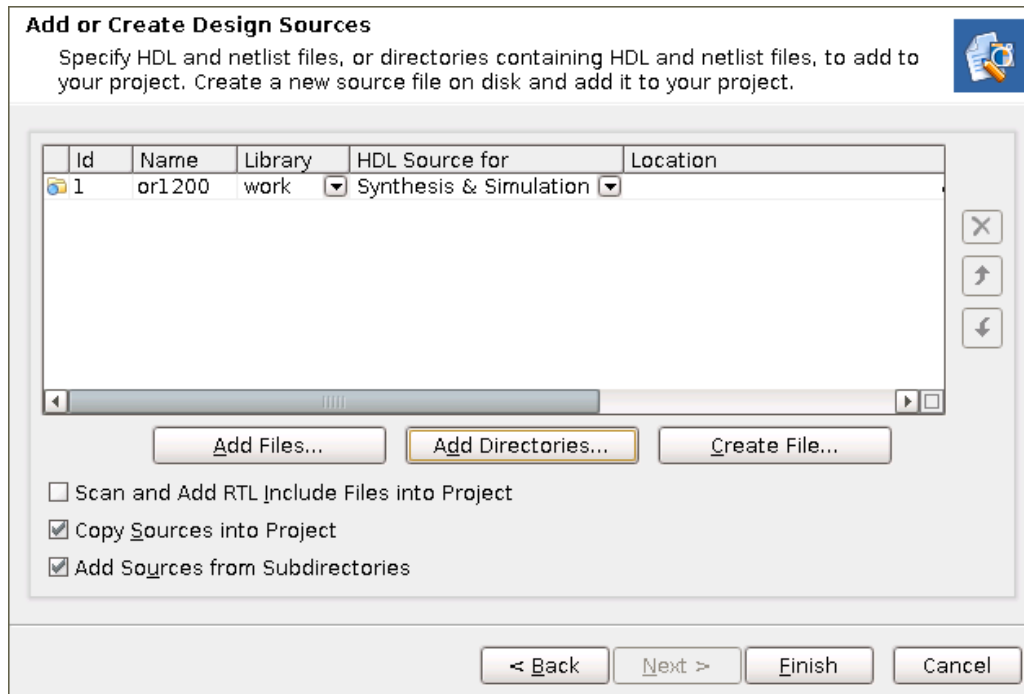 Add or Create Design Sources
Specify HDL and netlist files, or directories containing HDL and netlist files, to add to
your project. Create a new source file on disk and add it to your project.
Id Name Library HDL Source for Location
1 or1200 work Synthesis & Simulation
Add Files... Add Directories... Create File...
Scan and Add RTL Include Files into Project
Copy Sources into Project
Add Sources from Subdirectories
< Back Next > Finish Cancel